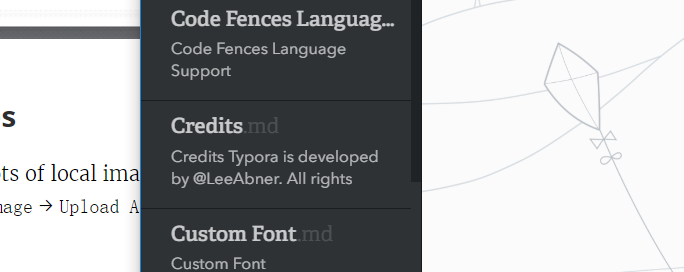 Code Fences Languag...
Code Fences Language
Support
s
Credits.md
ts of local ima
Credits Typora is developed
by @LeeAbner. All rights
nage → Upload A
Custom Font.md
Custom Font